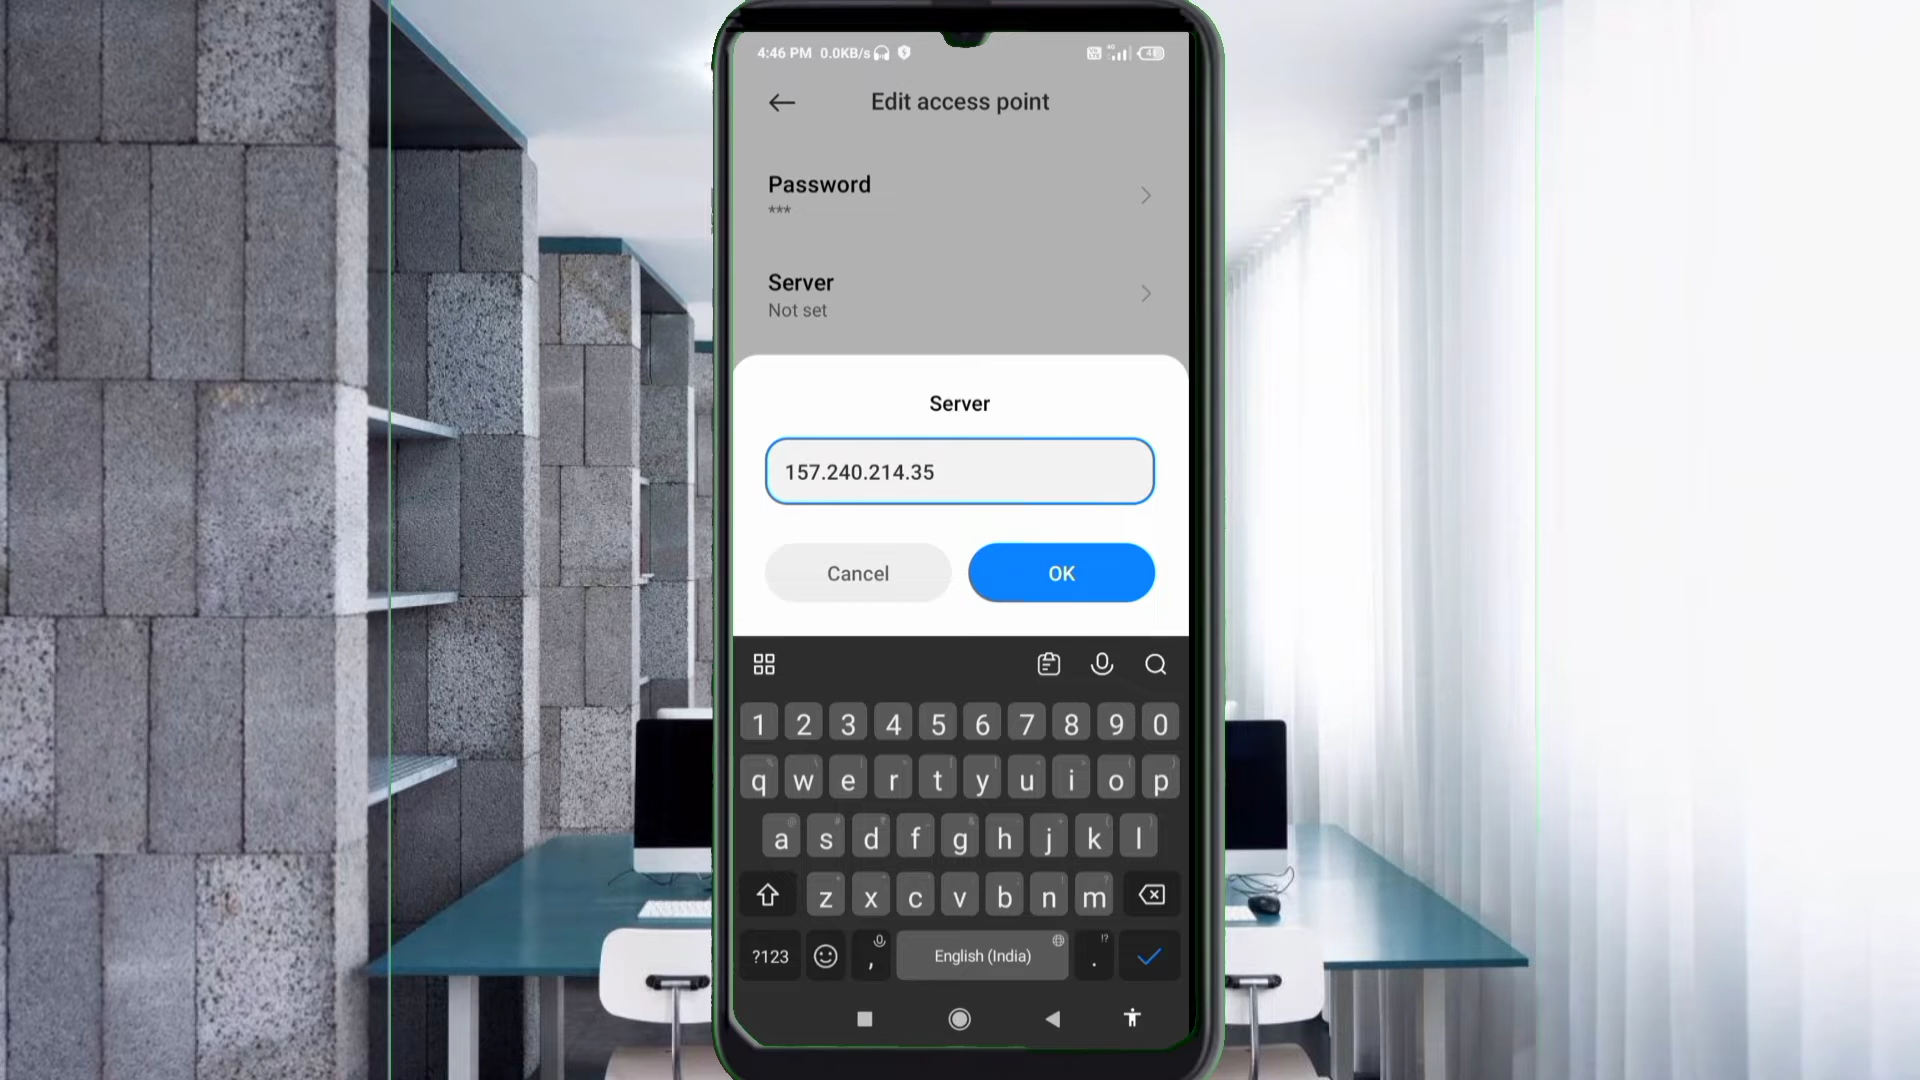 4:46 PM 0.0KB/s 4G
Edit access point
Password
***
Server
Not set
Server
157.240.214.35
Cancel OK
1 2 3 4 5 6 7 8 9 0
q w e r t y u i o p
a s d f g h j k l
z x c v b n m
?123 , English (India) . !?